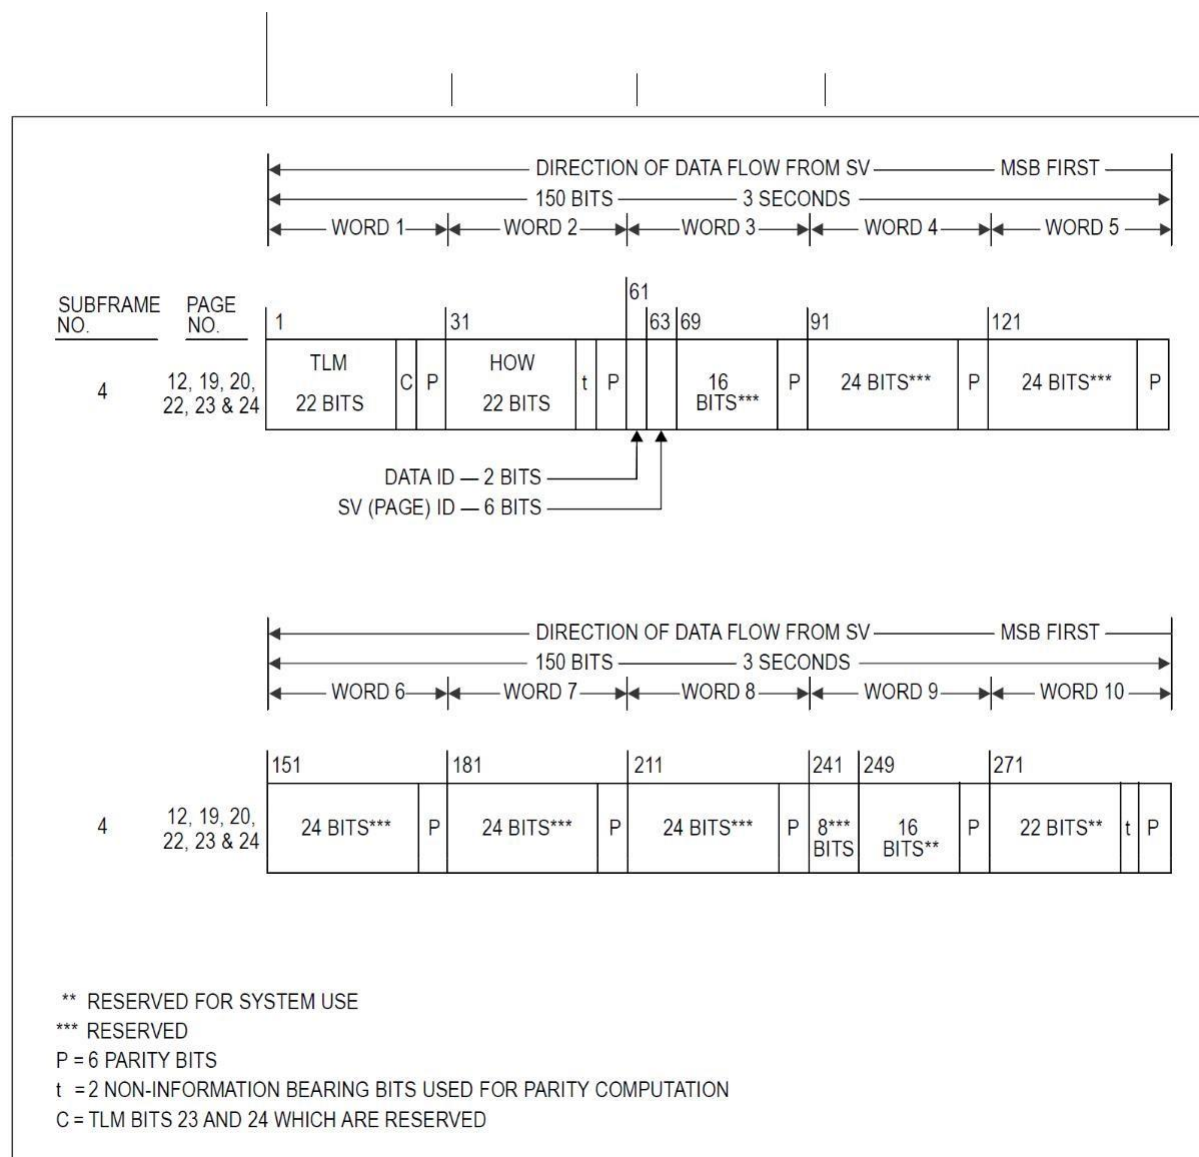 DIRECTION OF DATA FLOW FROM SV MSB FIRST
150 BITS 3 SECONDS
WORD 1 WORD 2 WORD 3 WORD 4 WORD 5
SUBFRAME NO. PAGE NO.
1 31 61 63 69 91 121
4 12, 19, 20, 22, 23 & 24
TLM 22 BITS C P HOW 22 BITS t P 16 BITS*** P 24 BITS*** P 24 BITS*** P
DATA ID — 2 BITS
SV (PAGE) ID — 6 BITS
DIRECTION OF DATA FLOW FROM SV MSB FIRST
150 BITS 3 SECONDS
WORD 6 WORD 7 WORD 8 WORD 9 WORD 10
151 181 211 241 249 271
4 12, 19, 20, 22, 23 & 24
24 BITS*** P 24 BITS*** P 24 BITS*** P 8*** BITS 16 BITS** P 22 BITS** t P
** RESERVED FOR SYSTEM USE
*** RESERVED
P = 6 PARITY BITS
t = 2 NON-INFORMATION BEARING BITS USED FOR PARITY COMPUTATION
C = TLM BITS 23 AND 24 WHICH ARE RESERVED